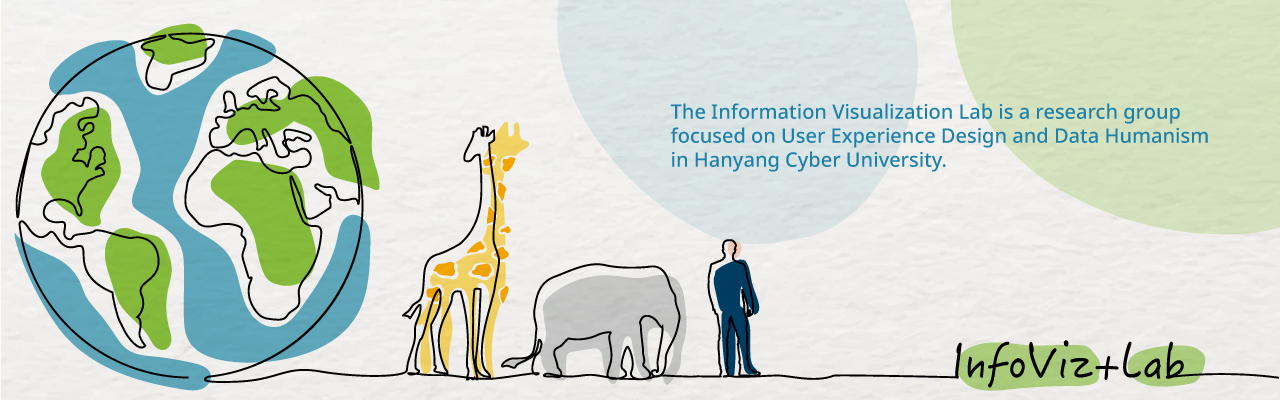 The Information Visualization Lab is a research group
focused on User Experience Design and Data Humanism
in Hanyang Cyber University.
InfoViz+Lab